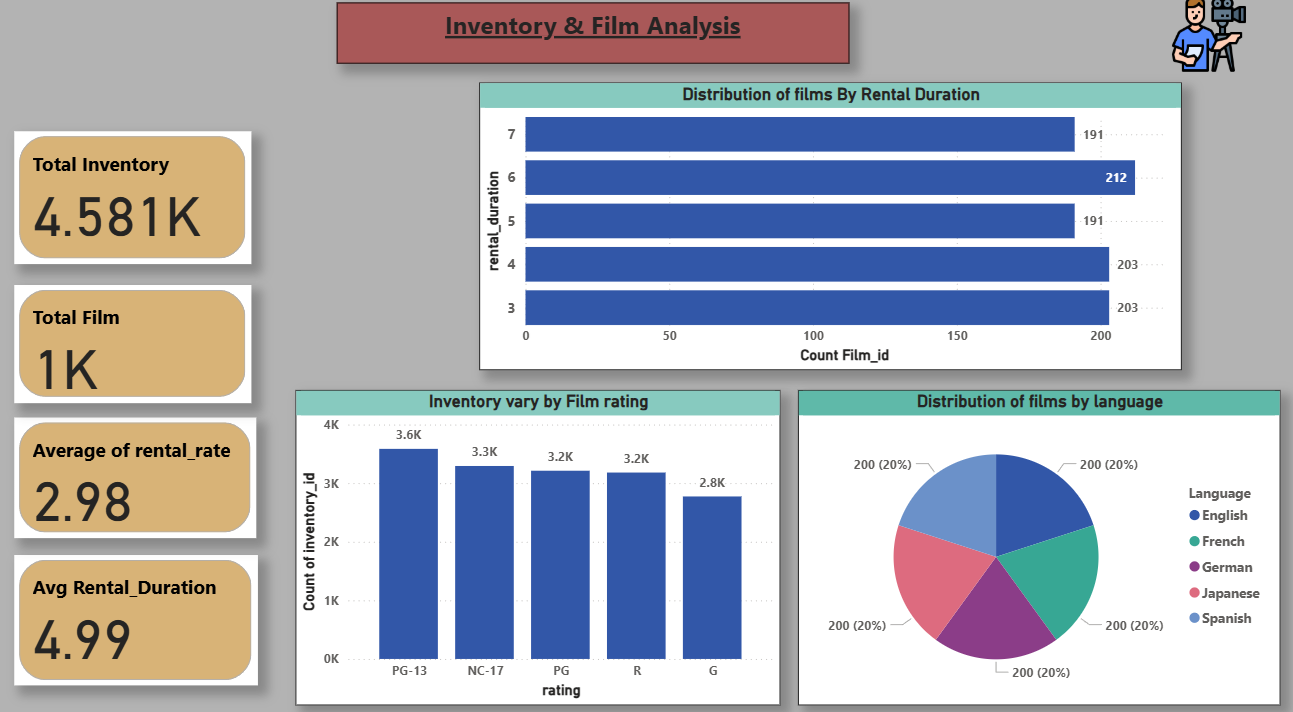 Inventory & Film Analysis
Total Inventory
4.581K
Total Film
1K
Average of rental_rate
2.98
Avg Rental_Duration
4.99
Distribution of films By Rental Duration
rental_duration
7
191
6
212
5
191
4
203
3
203
0 50 100 150 200
Count Film_id
Inventory vary by Film rating
Count of inventory_id
4K
3K
2K
1K
0K
3.6K
3.3K
3.2K
3.2K
2.8K
PG-13 NC-17 PG R G
rating
Distribution of films by language
200 (20%)
200 (20%)
200 (20%)
200 (20%)
200 (20%)
Language
English
French
German
Japanese
Spanish